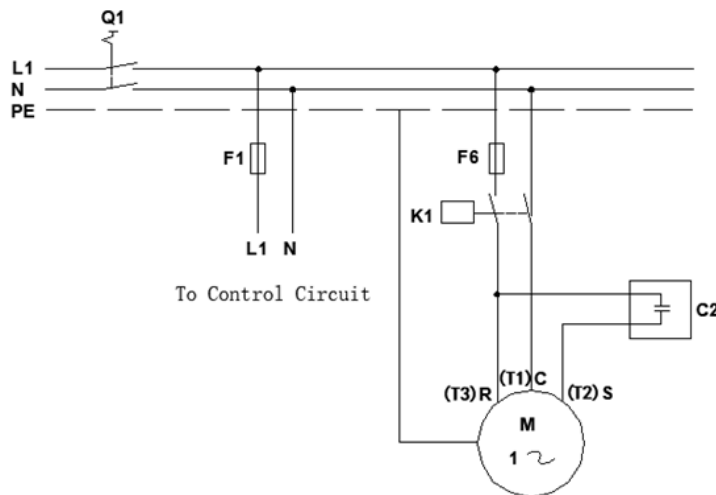 Q1
L1
N
PE
F1
F6
K1
L1 N
To Control Circuit
C2
(T3) R
(T1) C
(T2) S
M
1